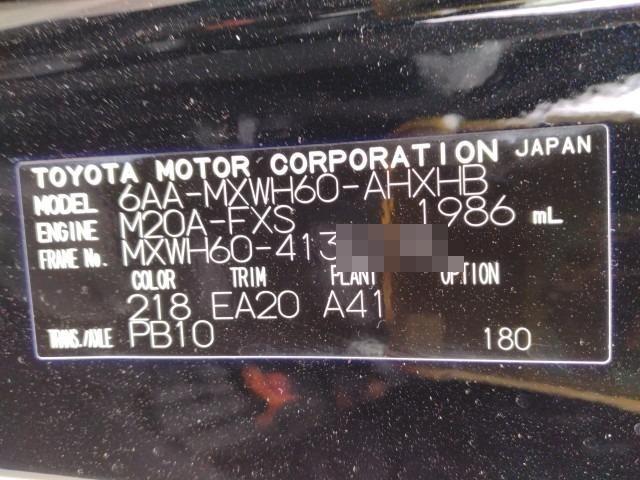 TOYOTA MOTOR CORPORATION JAPAN
MODEL 6AA-MXWH60-AHXHB
ENGINE M20A-FXS 1986 mL
FRAME No. MXWH60-413
COLOR TRIM PLANT OPTION
218 EA20 A41
TRANS./AXLE PB10 180